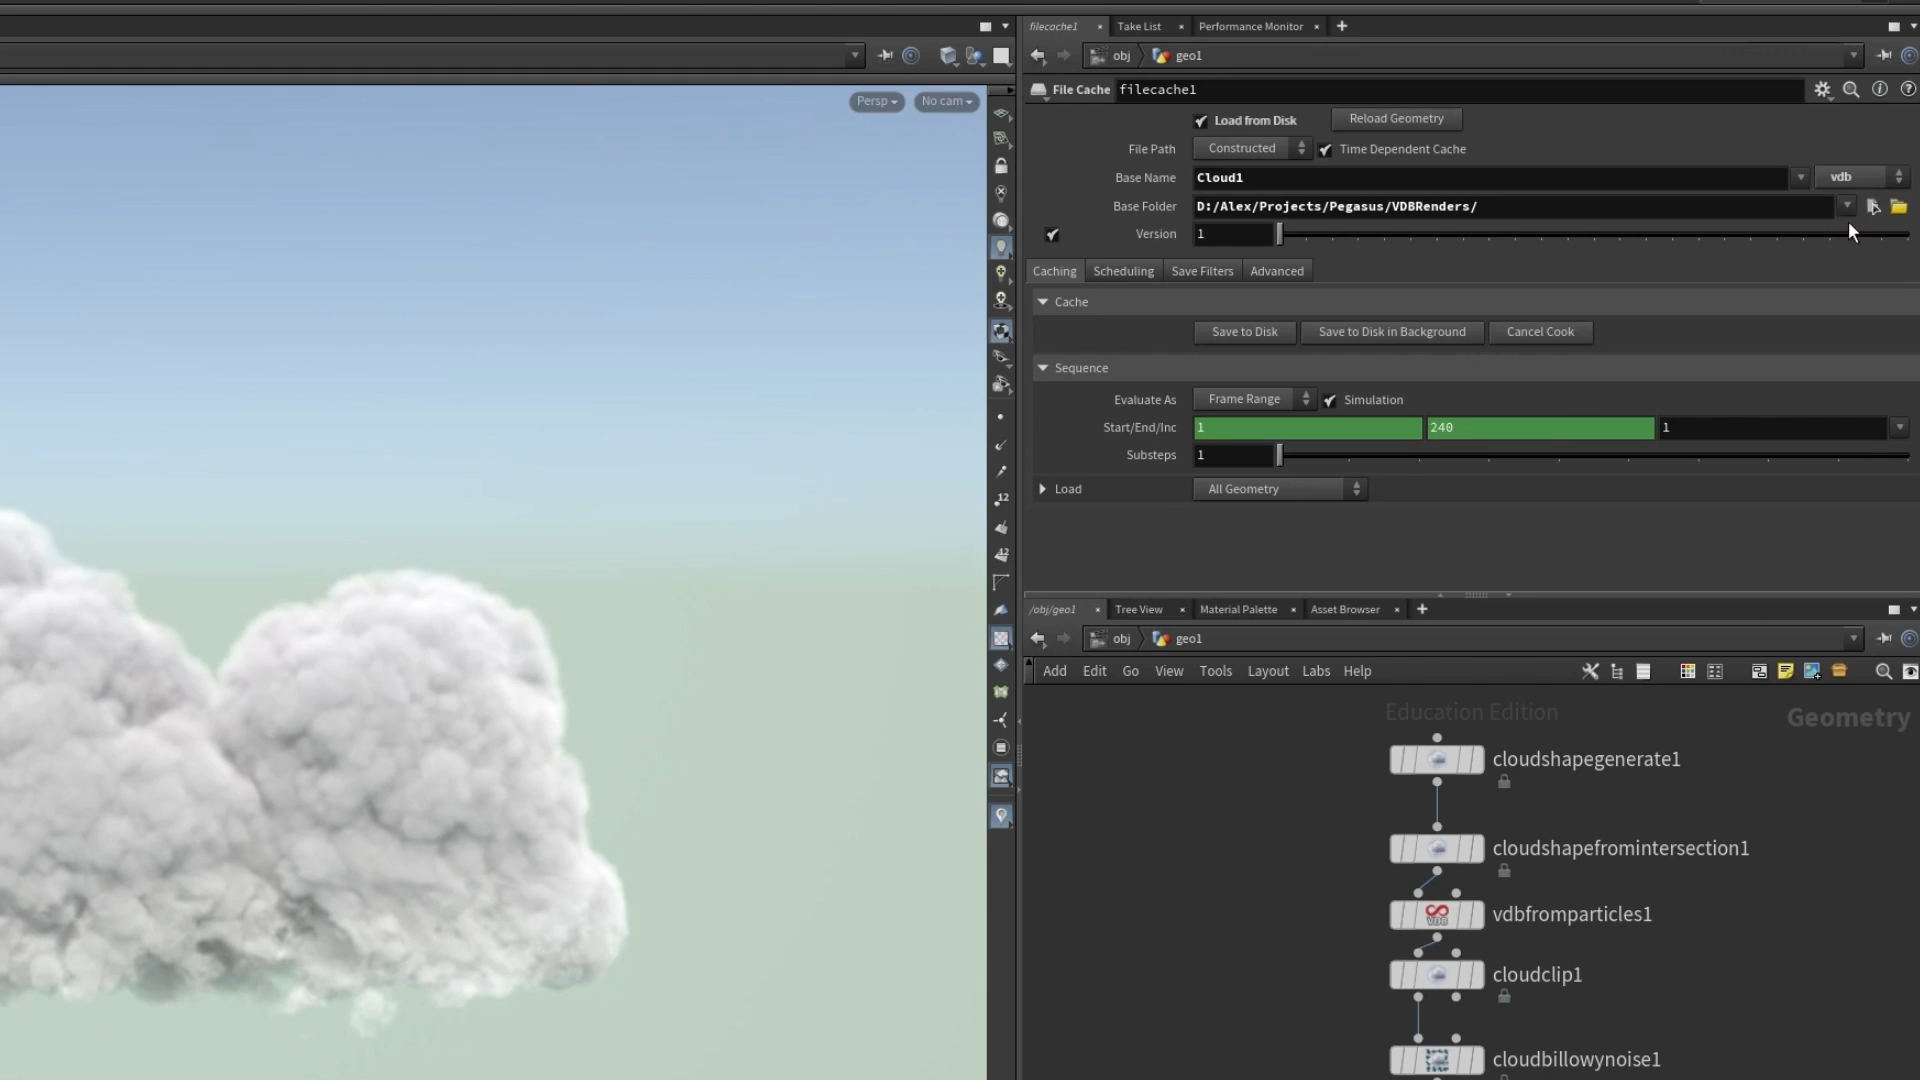 filecache1
Take List
Performance Monitor
obj
geo1
Persp
No cam
File Cache
filecache1
Load from Disk
Reload Geometry
File Path
Constructed
Time Dependent Cache
Base Name
Cloud1
vdb
Base Folder
D:/Alex/Projects/Pegasus/VDBRenders/
Version
1
Caching
Scheduling
Save Filters
Advanced
Cache
Save to Disk
Save to Disk in Background
Cancel Cook
Sequence
Evaluate As
Frame Range
Simulation
Start/End/Inc
1
240
1
Substeps
1
Load
All Geometry
12
12
/obj/geo1
Tree View
Material Palette
Asset Browser
obj
geo1
Add
Edit
Go
View
Tools
Layout
Labs
Help
Education Edition
Geometry
cloudshapegenerate1
cloudshapefromintersection1
VDB
vdbfromparticles1
cloudclip1
cloudbillowynoise1